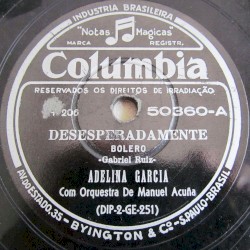 INDUSTRIA BRASILEIRA
"Notas Magicas"
MARCA REGISTR.
Columbia
RESERVADOS OS DIREITOS DE IRRADIAÇÃO
206
50360-A
DESESPERADAMENTE
BOLERO
-Gabriel Ruiz-
ADELINA GARCIA
Com Orquestra De Manuel Acuña
(DIP-2-GE-251)
AV. DO ESTADO, 35 - BYINGTON & Cº - S. PAULO - BRASIL